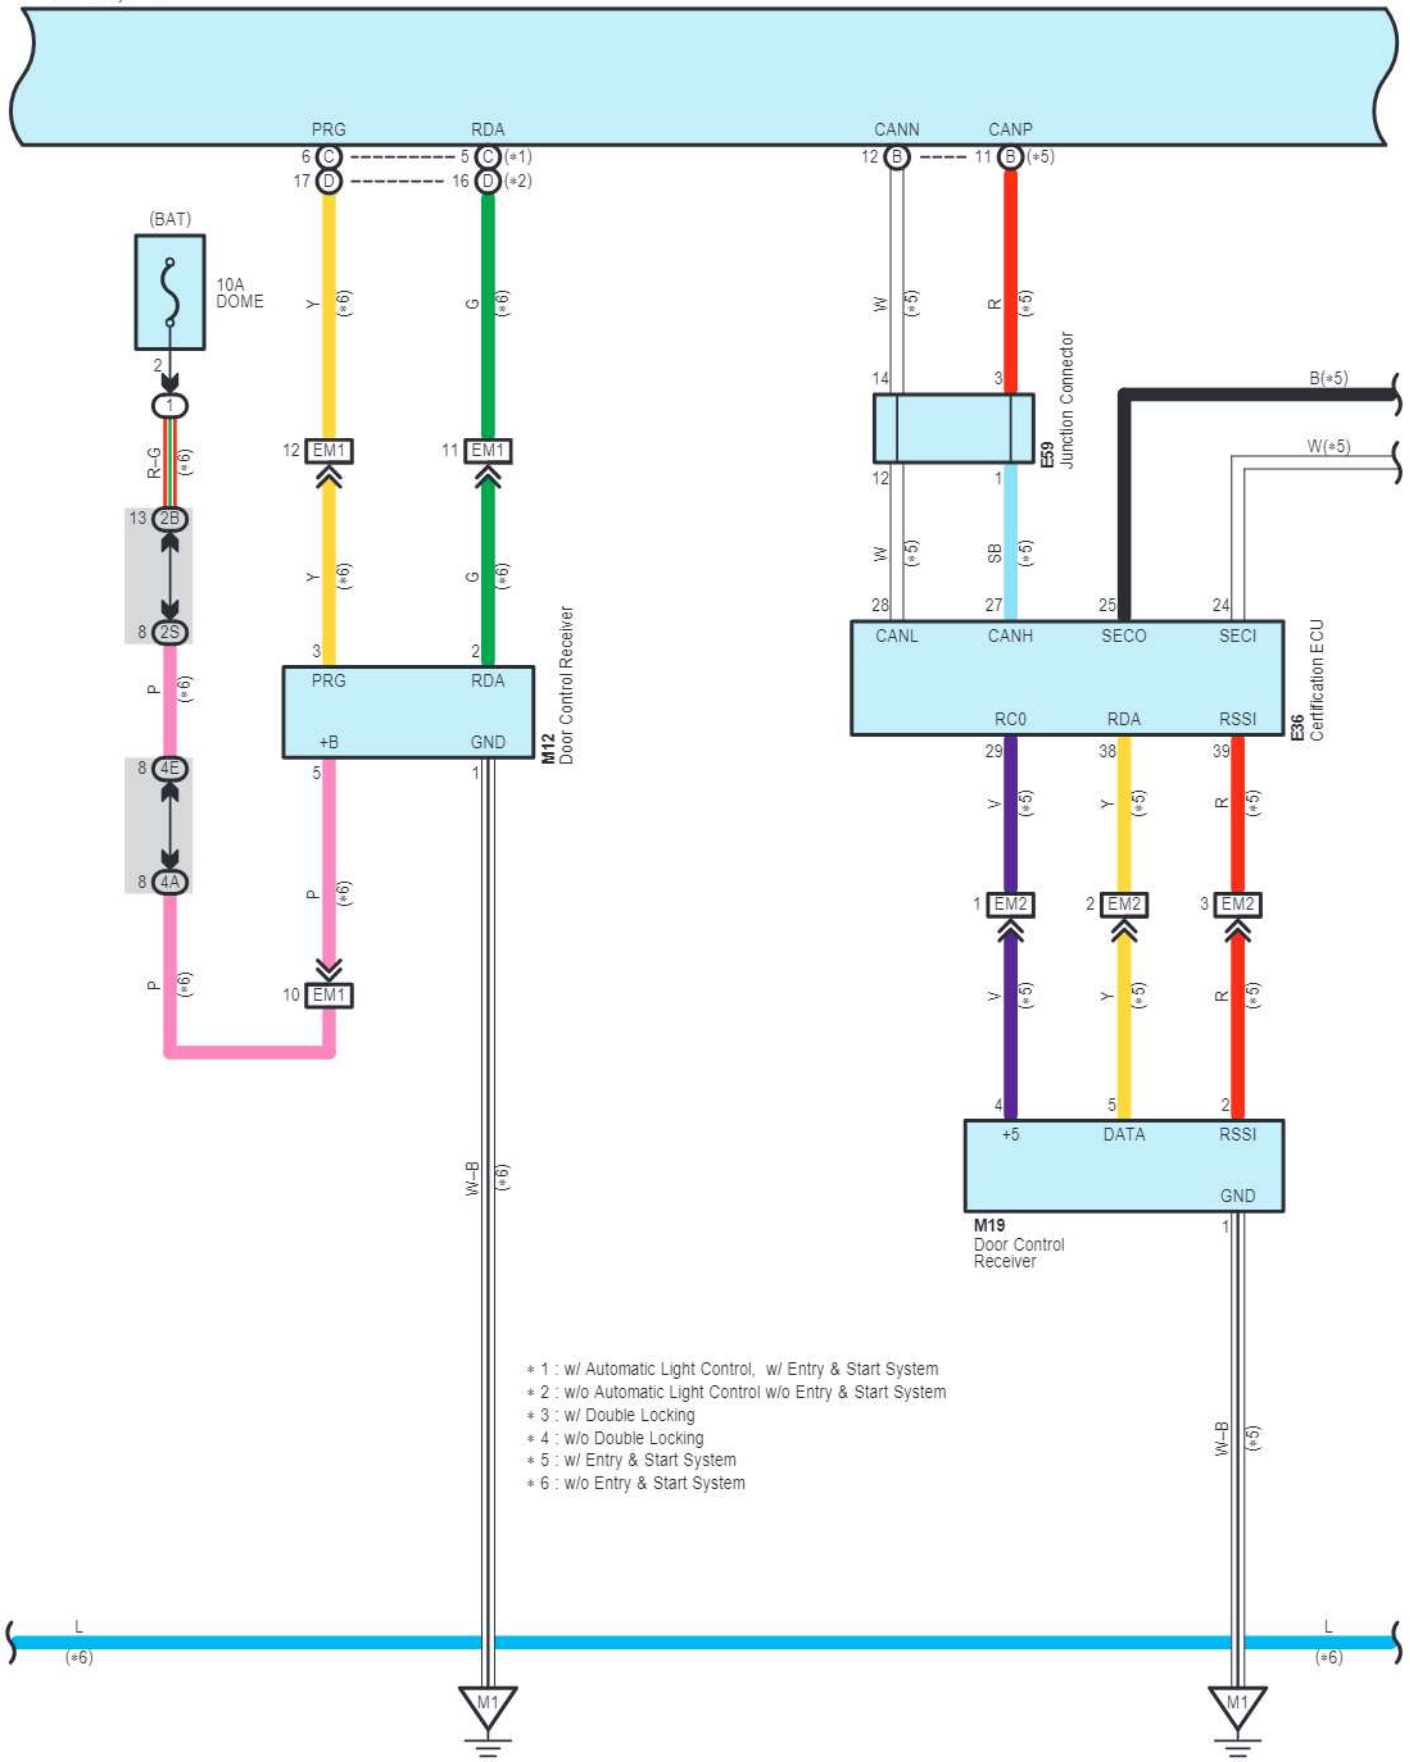 PRG RDA CANN CANP
6 C 5 C (*1) 12 B 11 B (*5)
17 D 16 D (*2)
(BAT)
10A
DOME
Y (*6) G (*6) W (*5) R (*5)
2
1
14 3
E59
Junction Connector
B(*5)
W(*5)
R-G (*6)
12 EM1 11 EM1
12 1
13 2B
Y (*6) G (*6) W (*5) SB (*5)
8 2S
28 27 25 24
CANL CANH SECO SECI
3 2
PRG RDA
P (*6)
M12
Door Control Receiver
E36
Certification ECU
RC0 RDA RSSI
+B GND
29 38 39
8 4E
5 1
V (*5) Y (*5) R (*5)
8 4A
P (*6)
1 EM2 2 EM2 3 EM2
P (*6)
10 EM1
V (*5) Y (*5) R (*5)
4 5 2
+5 DATA RSSI
W-B (*6)
GND
M19
Door Control
Receiver
1
* 1 : w/ Automatic Light Control, w/ Entry & Start System
* 2 : w/o Automatic Light Control w/o Entry & Start System
* 3 : w/ Double Locking
* 4 : w/o Double Locking
* 5 : w/ Entry & Start System
* 6 : w/o Entry & Start System
W-B (*5)
L L
(*6) (*6)
M1 M1